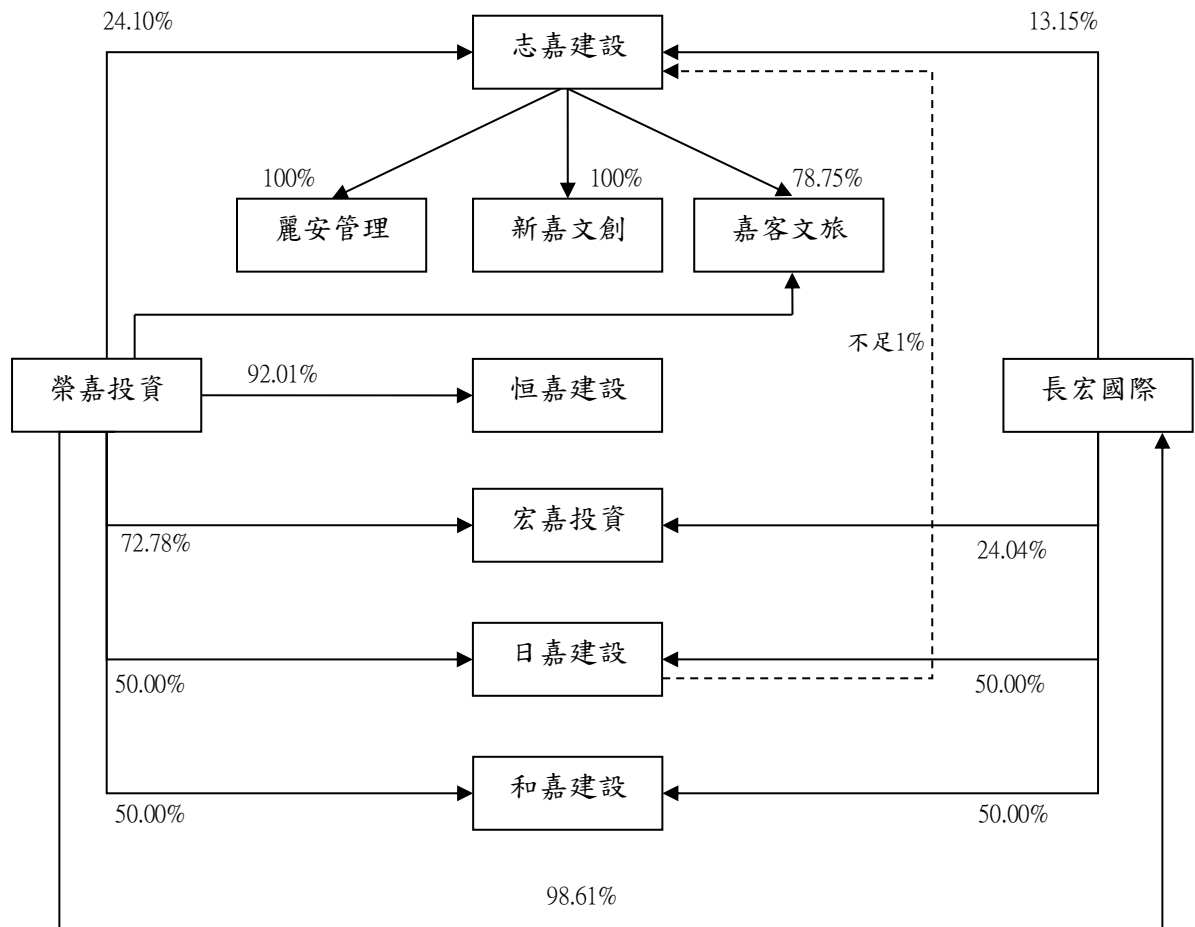 24.10%
志嘉建設
13.15%
100%
100%
78.75%
麗安管理
新嘉文創
嘉客文旅
不足1%
榮嘉投資
92.01%
恒嘉建設
長宏國際
宏嘉投資
72.78%
24.04%
日嘉建設
50.00%
50.00%
和嘉建設
50.00%
50.00%
98.61%